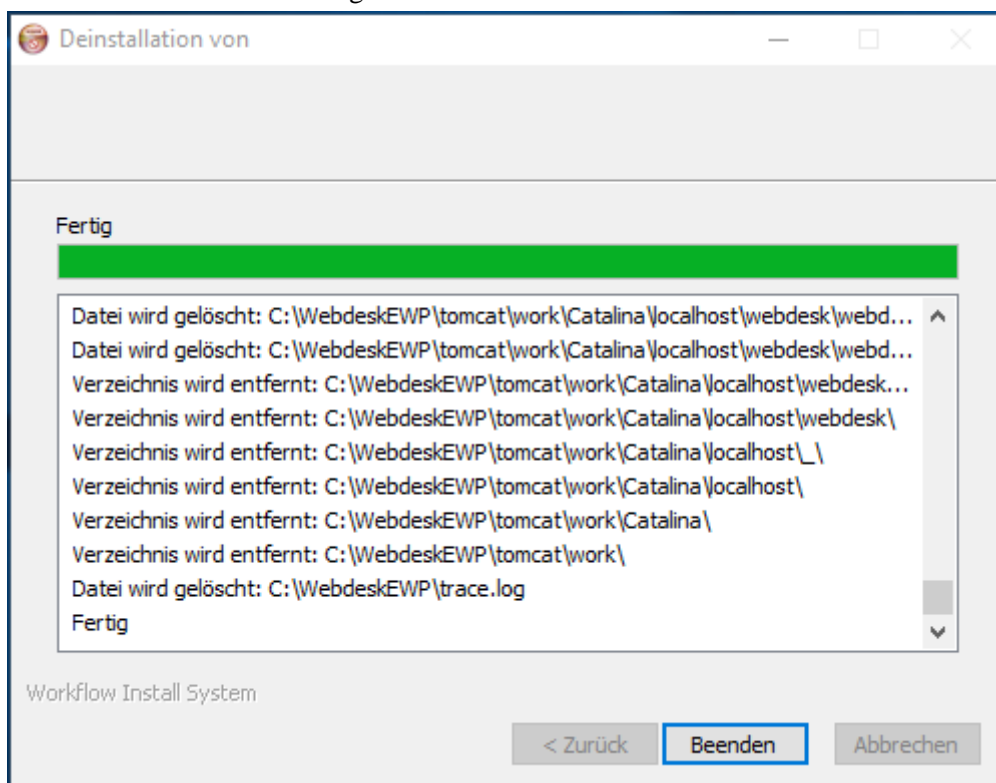 Deinstallation von
Fertig
Datei wird gelöscht: C:\WebdeskEWP\tomcat\work\Catalina\localhost\webdesk\webd...
Datei wird gelöscht: C:\WebdeskEWP\tomcat\work\Catalina\localhost\webdesk\webd...
Verzeichnis wird entfernt: C:\WebdeskEWP\tomcat\work\Catalina\localhost\webdesk...
Verzeichnis wird entfernt: C:\WebdeskEWP\tomcat\work\Catalina\localhost\webdesk\
Verzeichnis wird entfernt: C:\WebdeskEWP\tomcat\work\Catalina\localhost\_\
Verzeichnis wird entfernt: C:\WebdeskEWP\tomcat\work\Catalina\localhost\
Verzeichnis wird entfernt: C:\WebdeskEWP\tomcat\work\Catalina\
Verzeichnis wird entfernt: C:\WebdeskEWP\tomcat\work\
Datei wird gelöscht: C:\WebdeskEWP\trace.log
Fertig
Workflow Install System
< Zurück Beenden Abbrechen